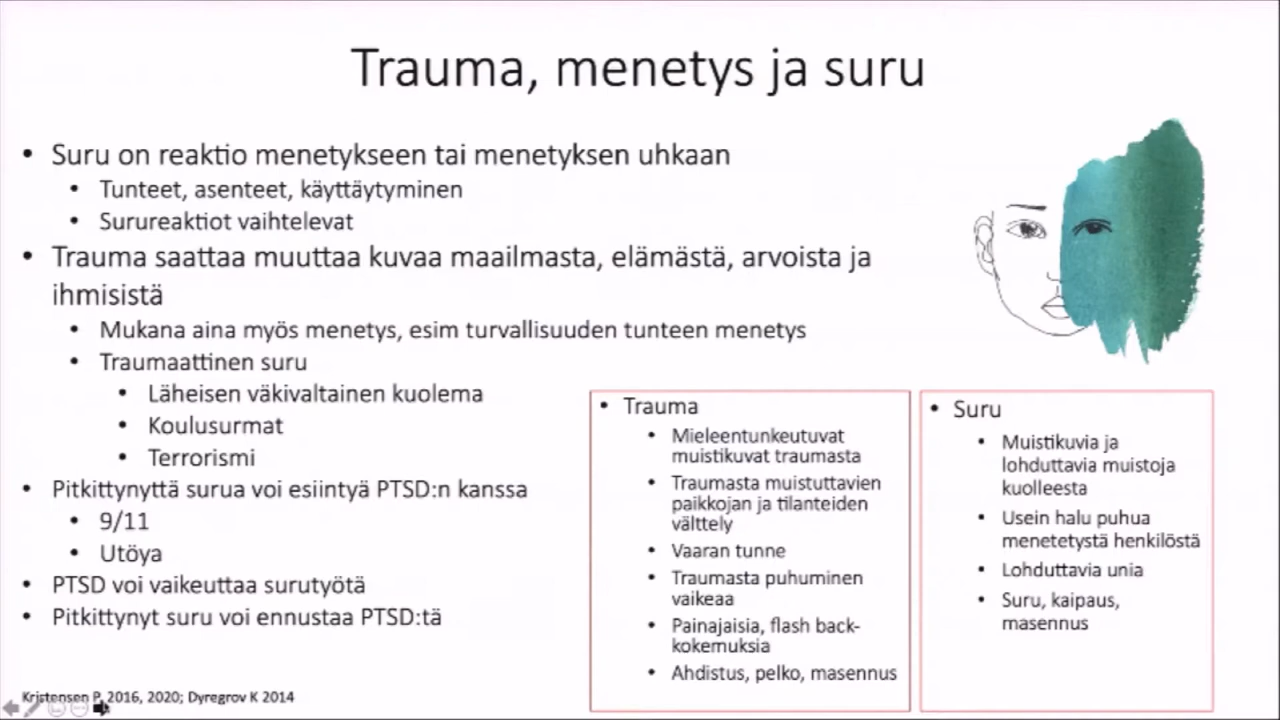 Trauma, menetys ja suru
• Suru on reaktio menetykseen tai menetyksen uhkaan
• Tunteet, asenteet, käyttäytyminen
• Surureaktiot vaihtelevat
• Trauma saattaa muuttaa kuvaa maailmasta, elämästä, arvoista ja
ihmisistä
• Mukana aina myös menetys, esim turvallisuuden tunteen menetys
• Traumaattinen suru
• Läheisen väkivaltainen kuolema
• Koulusurmat
• Terrorismi
• Pitkittynyttä surua voi esiintyä PTSD:n kanssa
• 9/11
• Utöya
• PTSD voi vaikeuttaa surutyötä
• Pitkittynyt suru voi ennustaa PTSD:tä
• Trauma
• Mieleentunkeutuvat
muistikuvat traumasta
• Traumasta muistuttavien
paikkojan ja tilanteiden
välttely
• Vaaran tunne
• Traumasta puhuminen
vaikeaa
• Painajaisia, flash back-
kokemuksia
• Ahdistus, pelko, masennus
• Suru
• Muistikuvia ja
lohduttavia muistoja
kuolleesta
• Usein halu puhua
menetetystä henkilöstä
• Lohduttavia unia
• Suru, kaipaus,
masennus
Kristensen P, 2016, 2020; Dyregrov K 2014